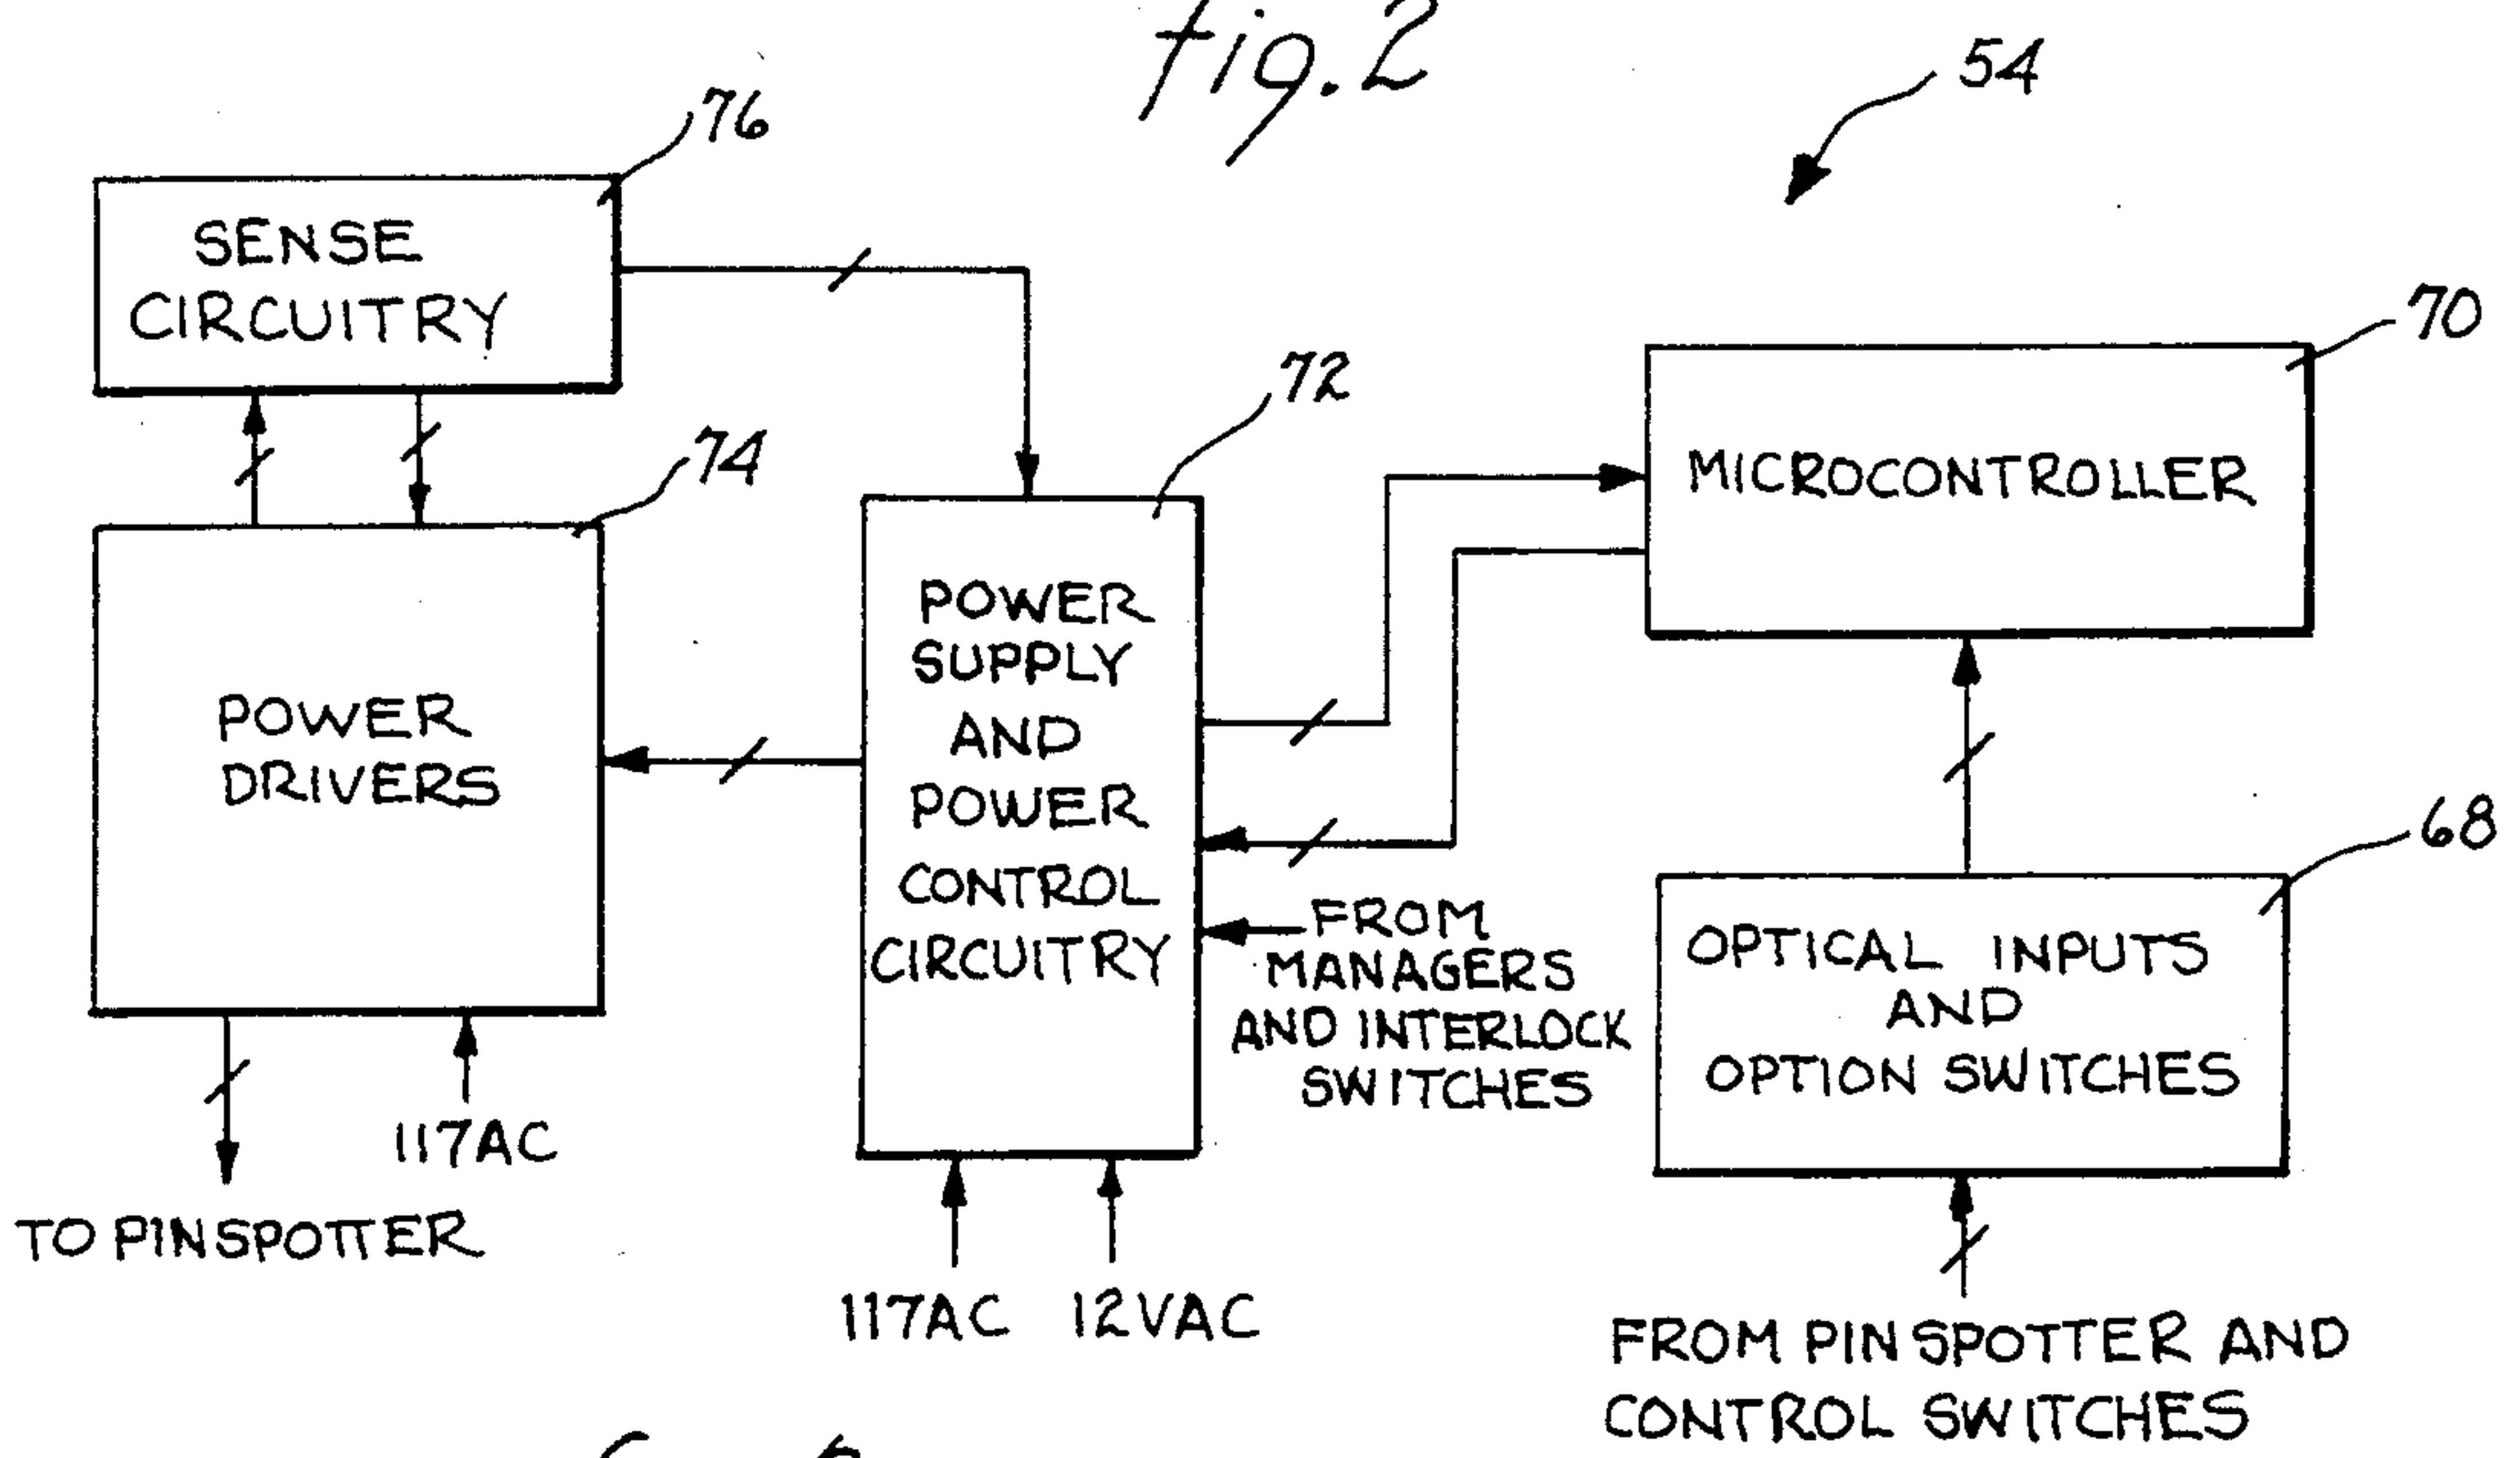 fig.2
54
76
SENSE
CIRCUITRY
70
72
MICROCONTROLLER
74
POWER
SUPPLY
AND
POWER
CONTROL
CIRCUITRY
POWER
DRIVERS
68
FROM
MANAGERS
AND INTERLOCK
SWITCHES
OPTICAL INPUTS
AND
OPTION SWITCHES
117AC
TO PINSPOTTER
117AC 12VAC
FROM PINSPOTTER AND
CONTROL SWITCHES